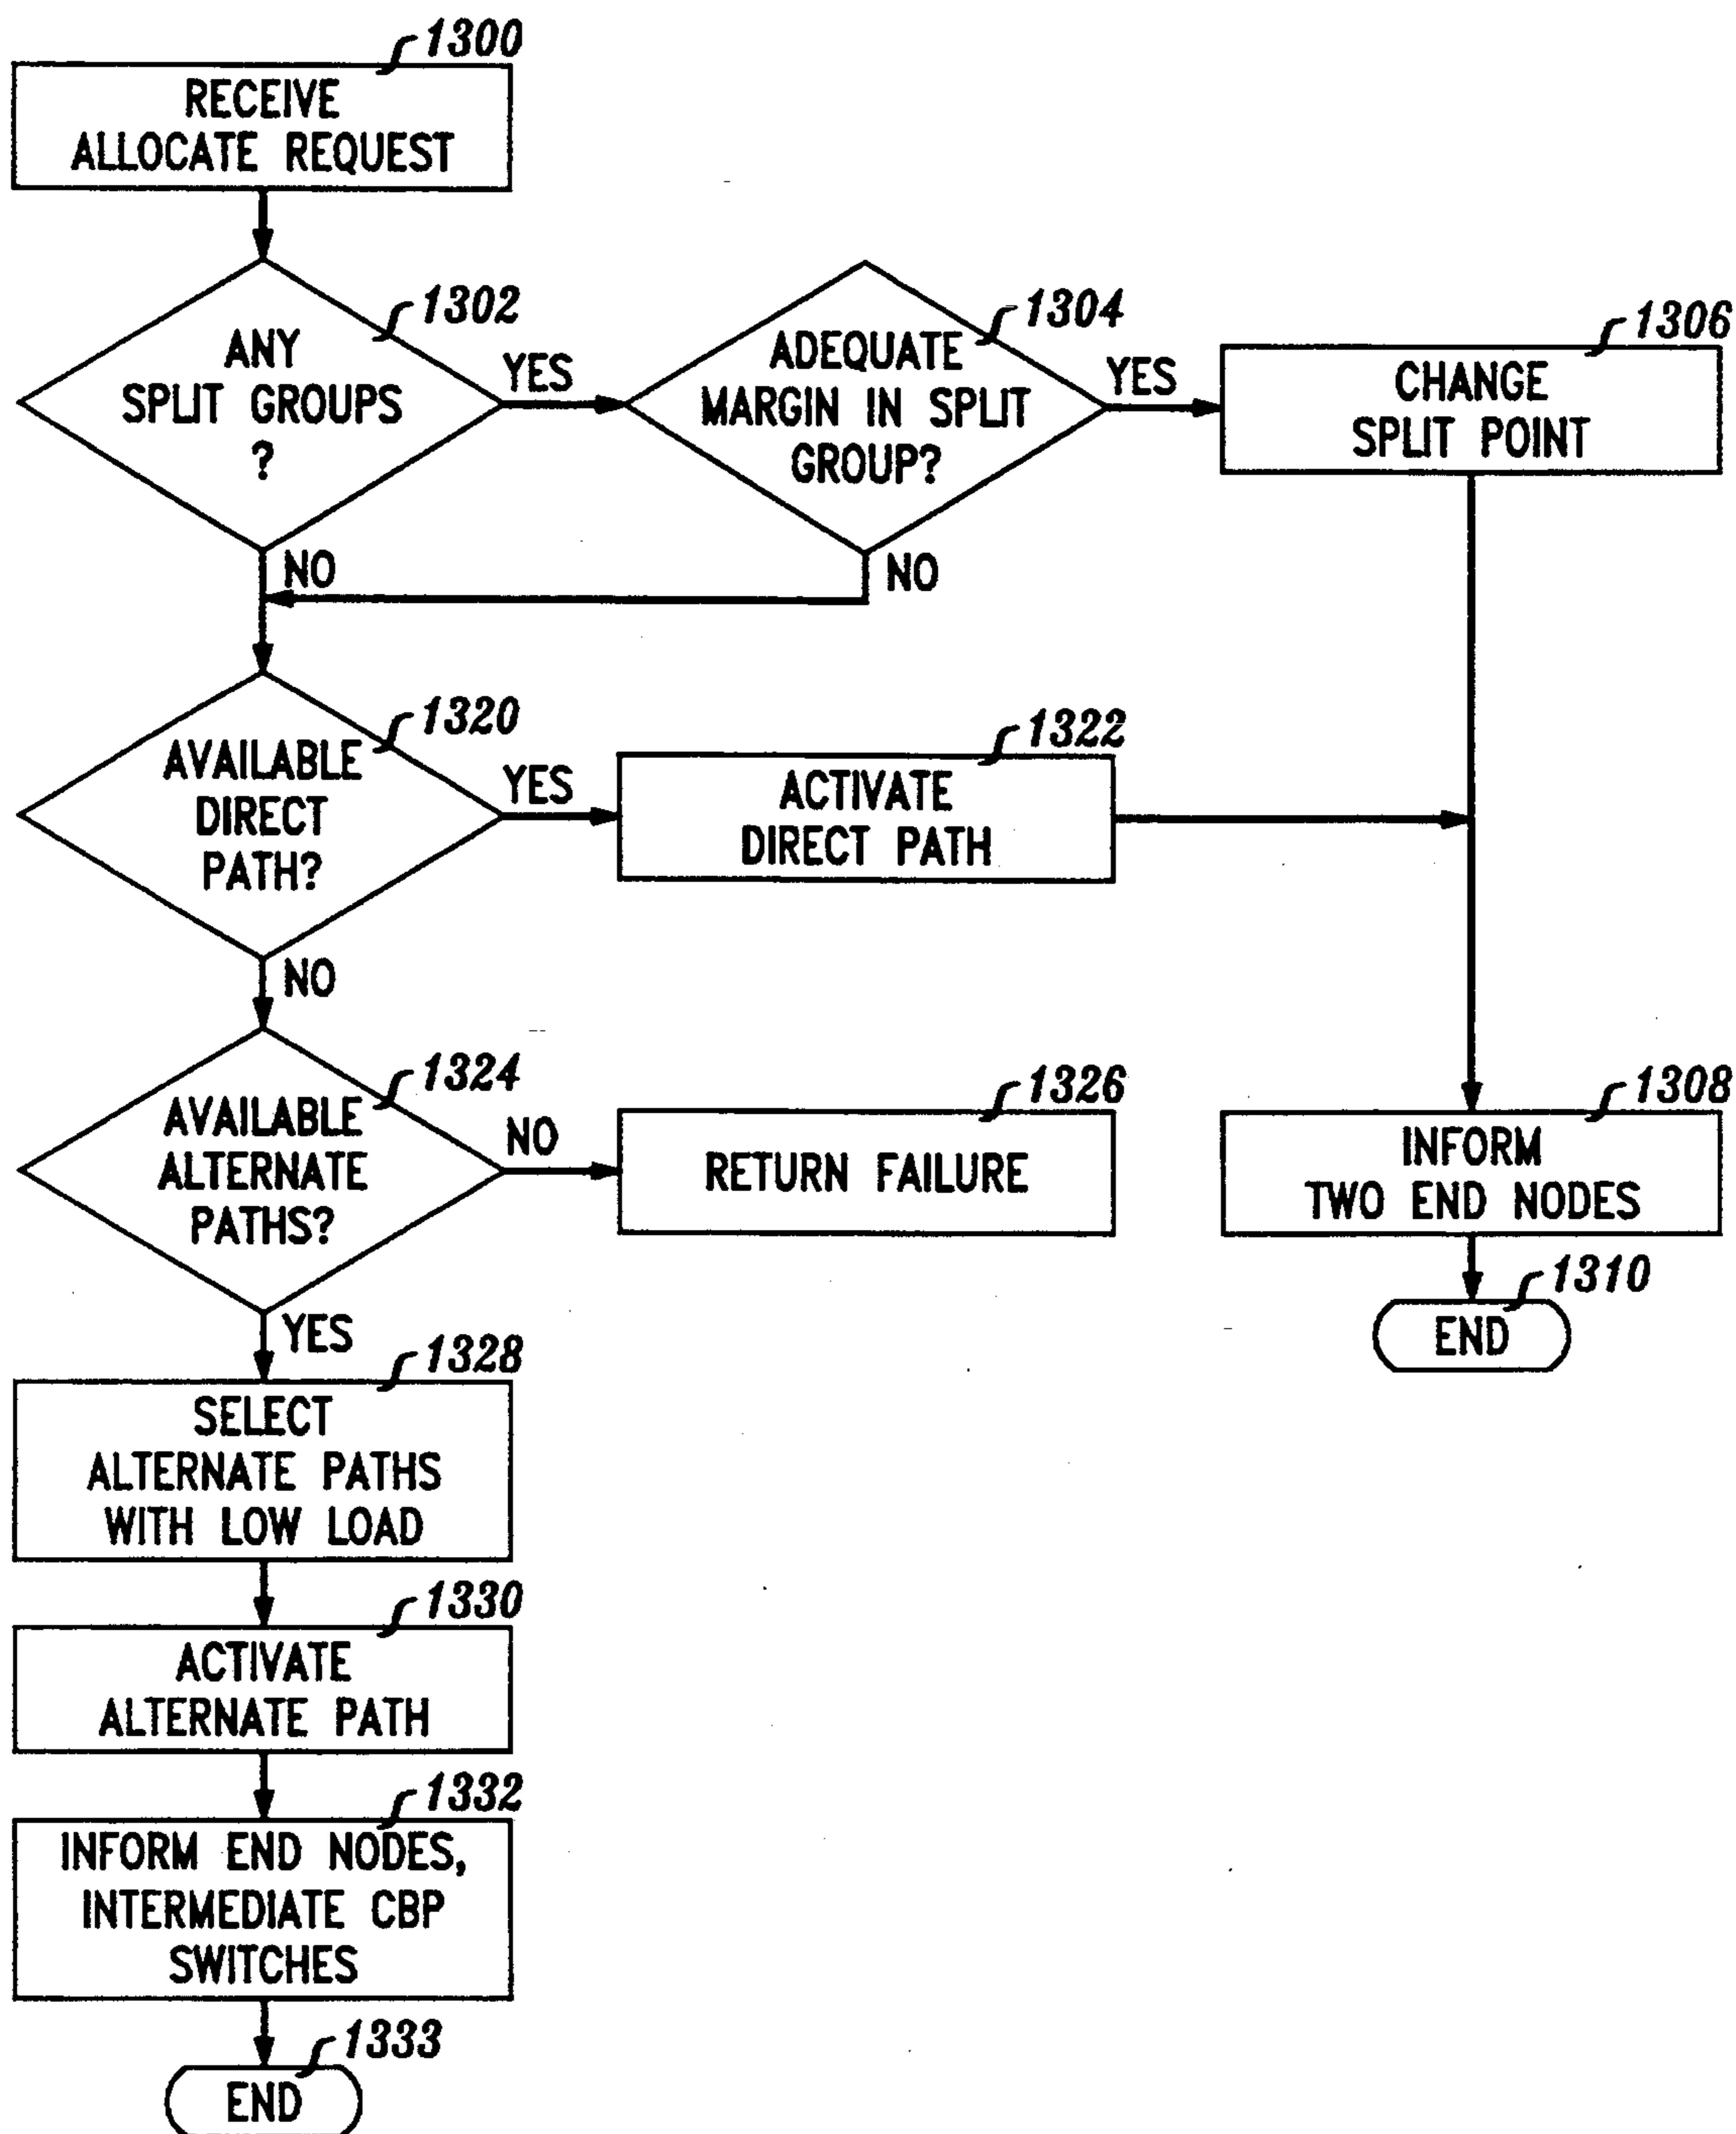 1300
RECEIVE
ALLOCATE REQUEST
1302
ANY
SPLIT GROUPS
?
YES
NO
1304
ADEQUATE
MARGIN IN SPLIT
GROUP?
YES
NO
1306
CHANGE
SPLIT POINT
1320
AVAILABLE
DIRECT
PATH?
YES
NO
1322
ACTIVATE
DIRECT PATH
1324
AVAILABLE
ALTERNATE
PATHS?
NO
YES
1326
RETURN FAILURE
1308
INFORM
TWO END NODES
1310
END
1328
SELECT
ALTERNATE PATHS
WITH LOW LOAD
1330
ACTIVATE
ALTERNATE PATH
1332
INFORM END NODES,
INTERMEDIATE CBP
SWITCHES
1333
END